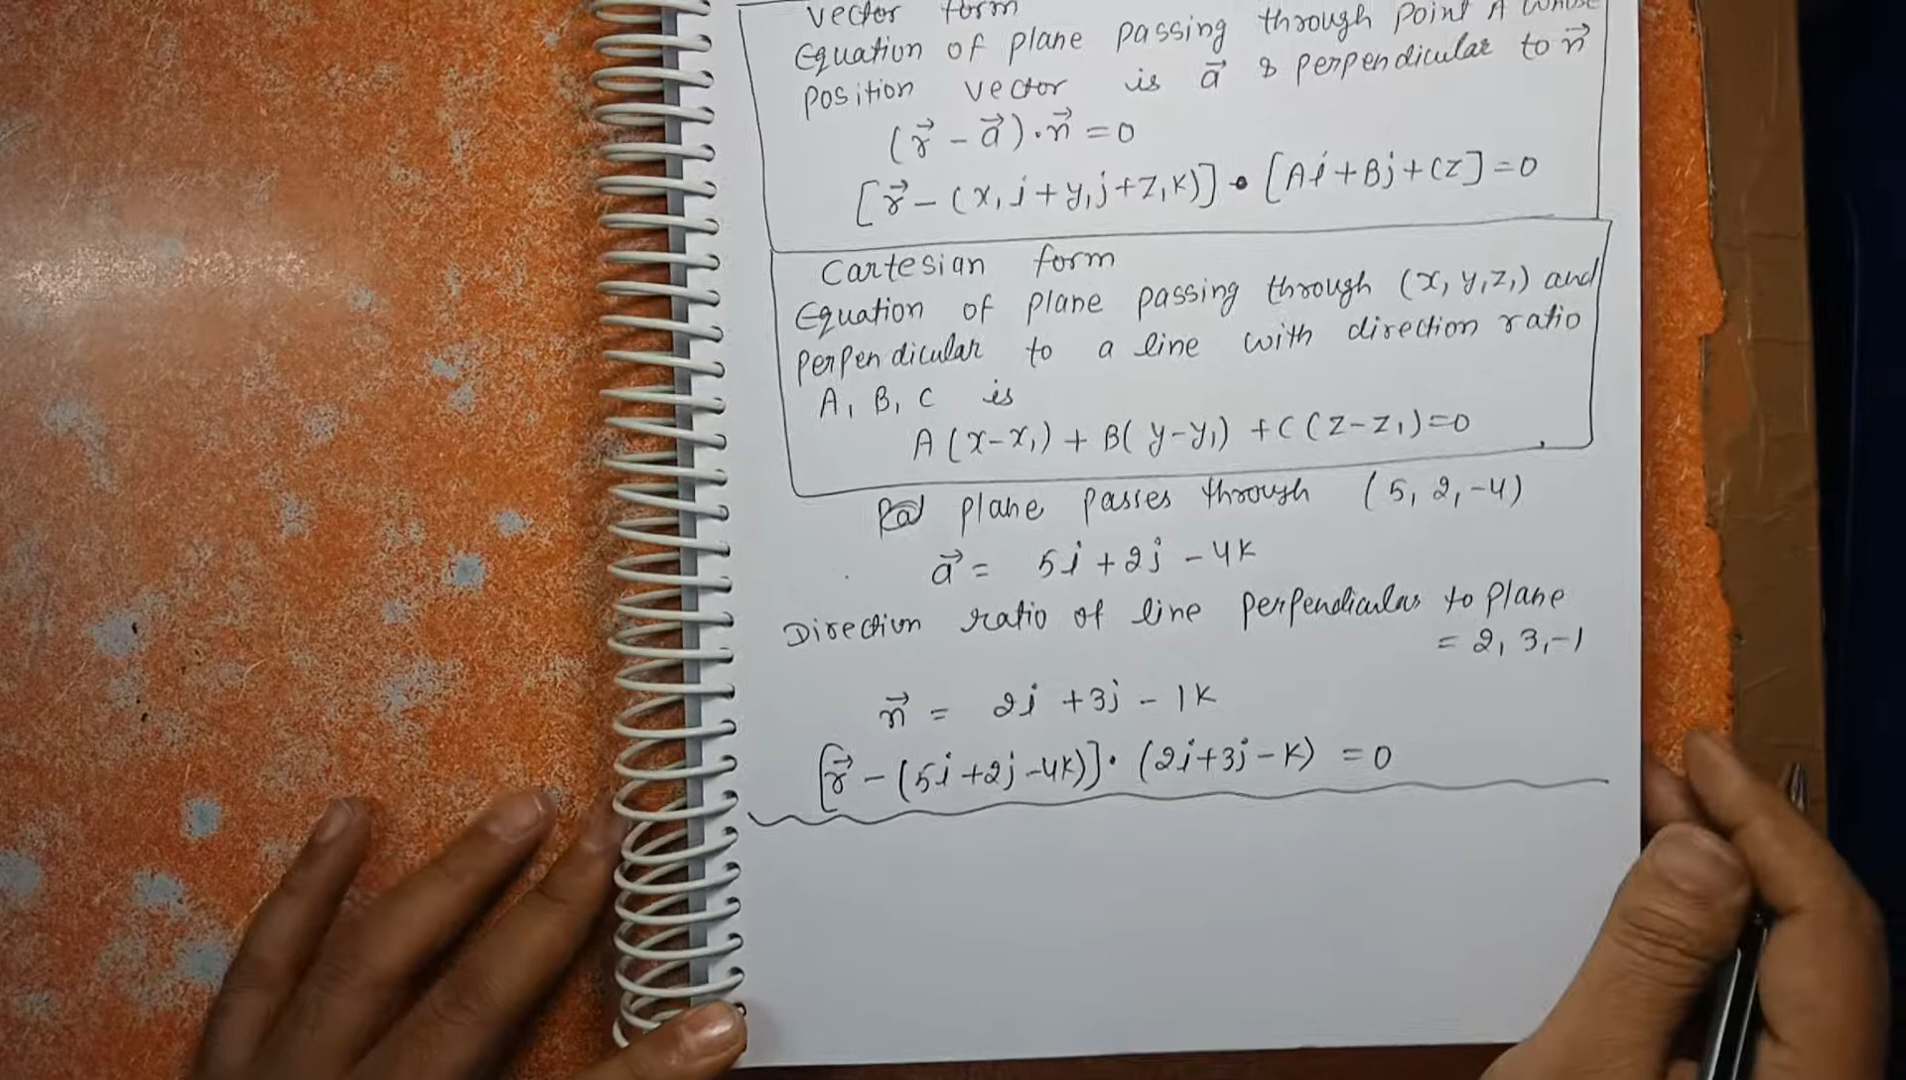 Vector form
Equation of plane passing through point A whose
position vector is a⃗ & perpendicular to n⃗
(r⃗ - a⃗)·n⃗ = 0
[r⃗ - (x₁i + y₁j + z₁k)] • [Ai + Bj + CZ] = 0
Cartesian form
Equation of plane passing through (x, y, z₁) and
perpendicular to a line with direction ratio
A, B, C is
A(x-x₁) + B(y-y₁) + C(z-z₁) = 0
plane passes through (5, 2, -4)
a⃗ = 5i + 2j - 4k
Direction ratio of line perpendicular to plane
= 2, 3, -1
n⃗ = 2i + 3j - 1k
[r⃗ - (5i + 2j - 4k)]· (2i + 3j - k) = 0